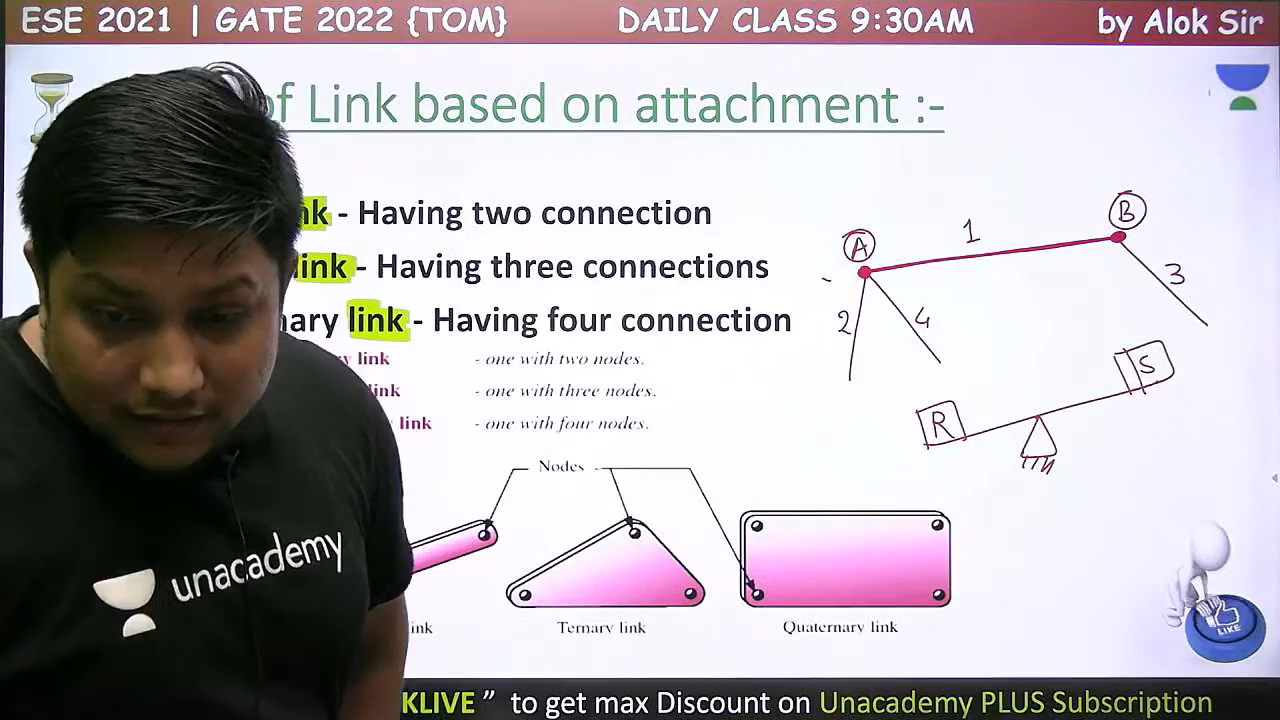 ESE 2021 | GATE 2022 {TOM} DAILY CLASS 9:30AM by Alok Sir
of Link based on attachment :-
nk - Having two connection
link - Having three connections
nary link - Having four connection
ry link - one with two nodes.
link - one with three nodes.
link - one with four nodes.
A
1
B
2
4
3
R
S
Nodes
ink
Ternary link
Quaternary link
unacademy
LIKE
KLIVE ” to get max Discount on Unacademy PLUS Subscription